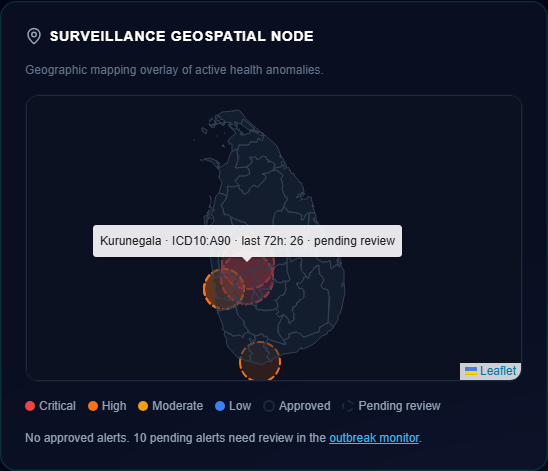 SURVEILLANCE GEOSPATIAL NODE
Geographic mapping overlay of active health anomalies.
Kurunegala · ICD10:A90 · last 72h: 26 · pending review
Leaflet
Critical High Moderate Low Approved Pending review
No approved alerts. 10 pending alerts need review in the outbreak monitor.